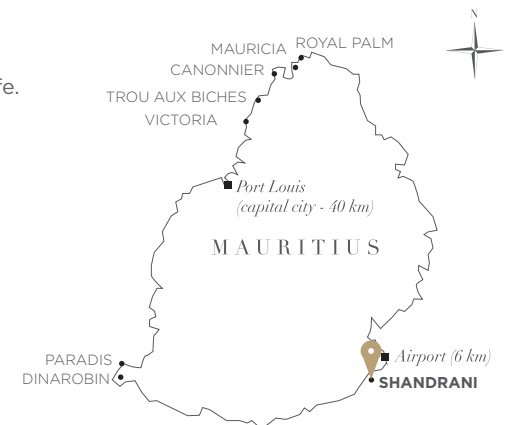 N
MAURICIA
ROYAL PALM
CANONNIER
fe.
TROU AUX BICHES
VICTORIA
Port Louis
(capital city - 40 km)
MAURITIUS
PARADIS
DINAROBIN
Airport (6 km)
SHANDRANI